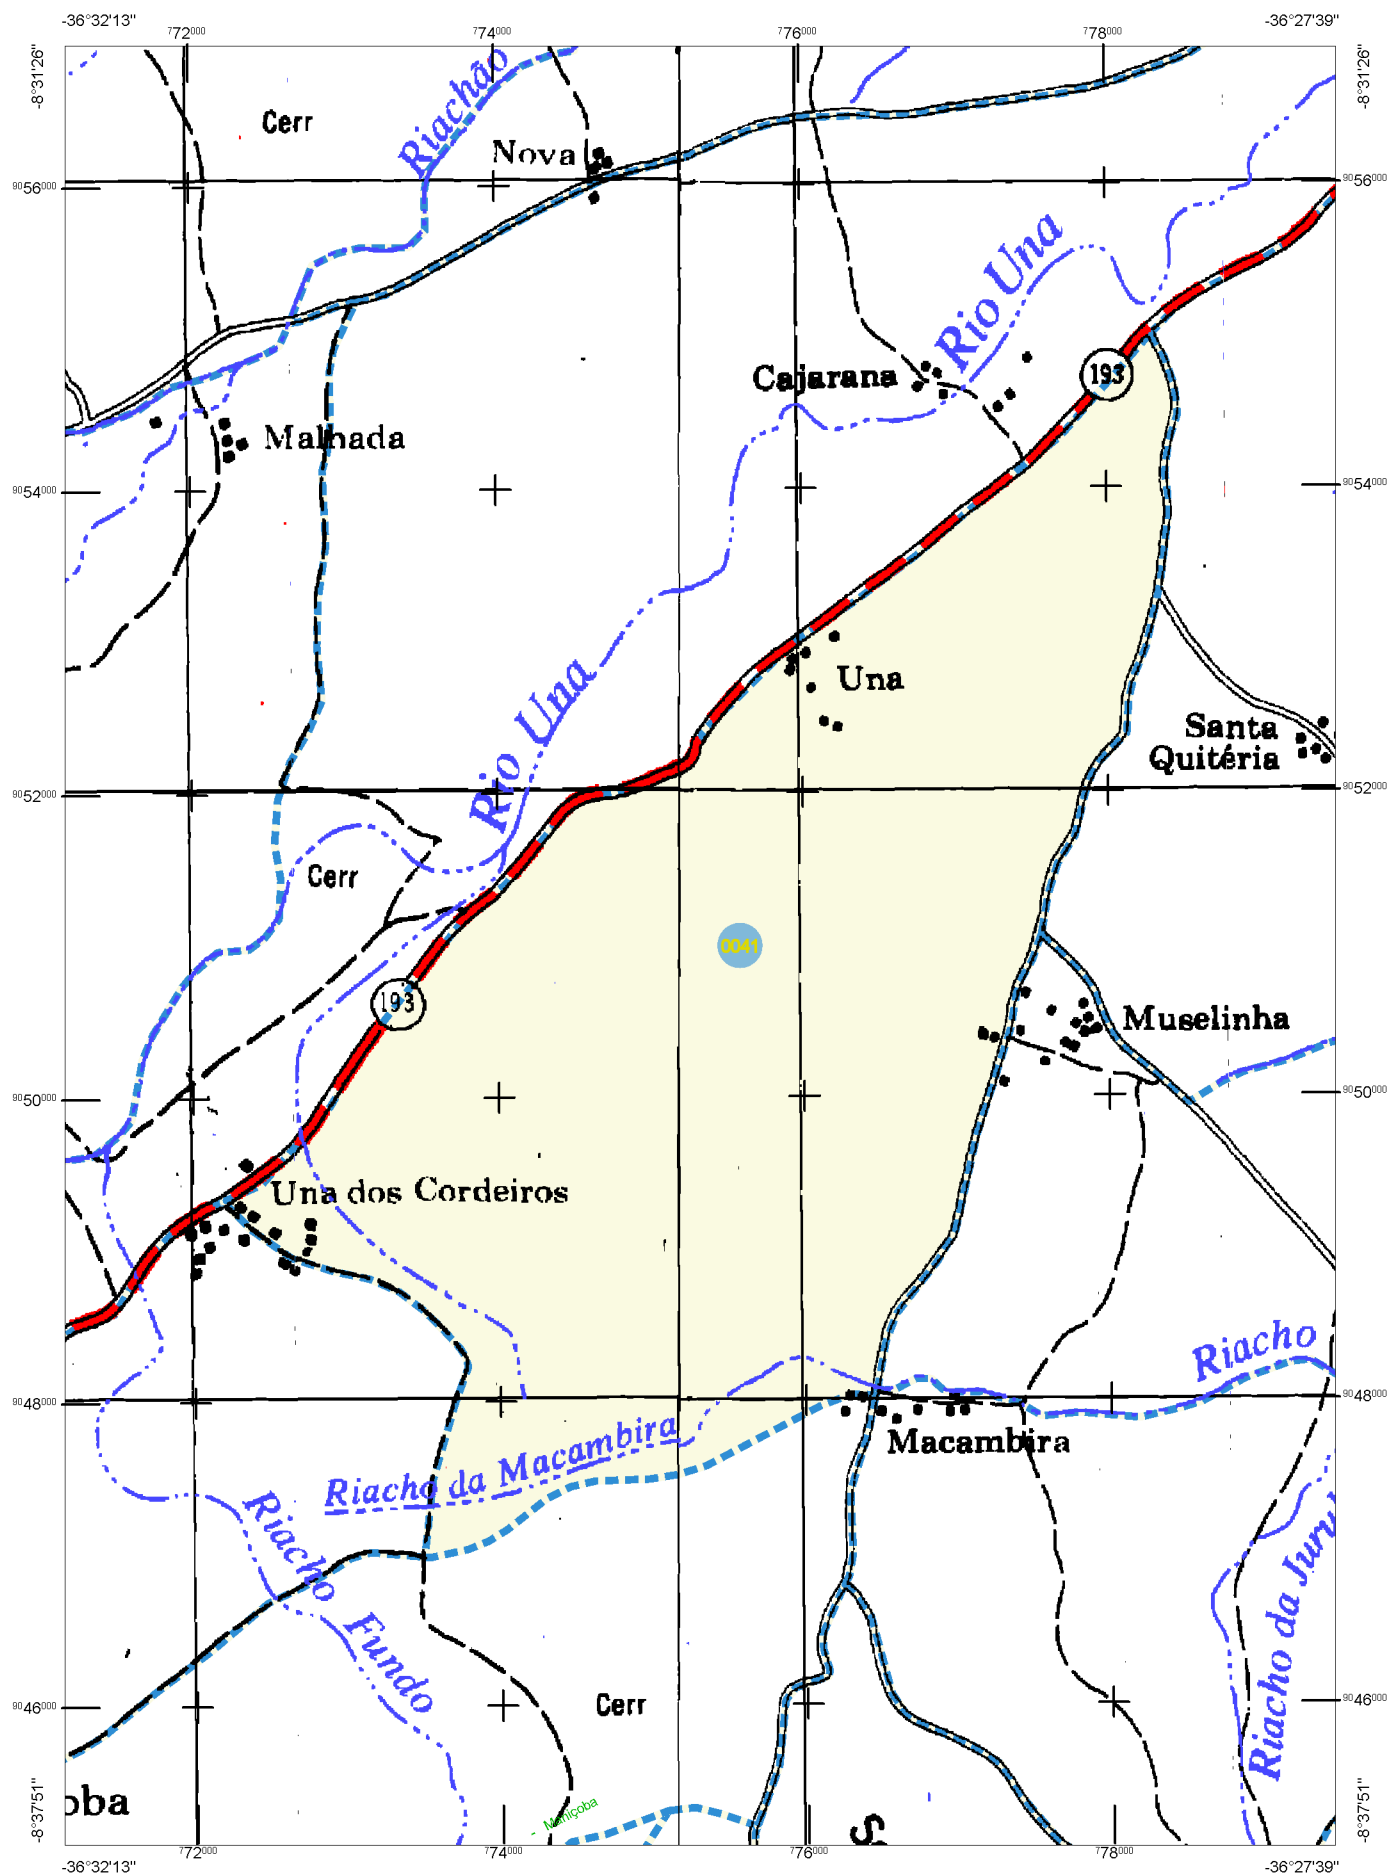 -36°32'13"
-36°27'39"
772000
774000
776000
778000
-8°31'26"
-8°31'26"
Riachão
Cerr
Nova
9056000
9056000
Rio Una
193
Cajarana
Malhada
9054000
9054000
Una
Rio Una
Santa
Quitéria
9052000
9052000
Cerr
0041
193
Muselinha
9050000
9050000
Una dos Cordeiros
Riacho
9048000
9048000
Macambira
Riacho da Macambira
Riacho Fundo
Riacho da Juru
9046000
9046000
Cerr
oba
Maniçoba
-8°37'51"
-8°37'51"
772000
774000
776000
778000
-36°32'13"
-36°27'39"